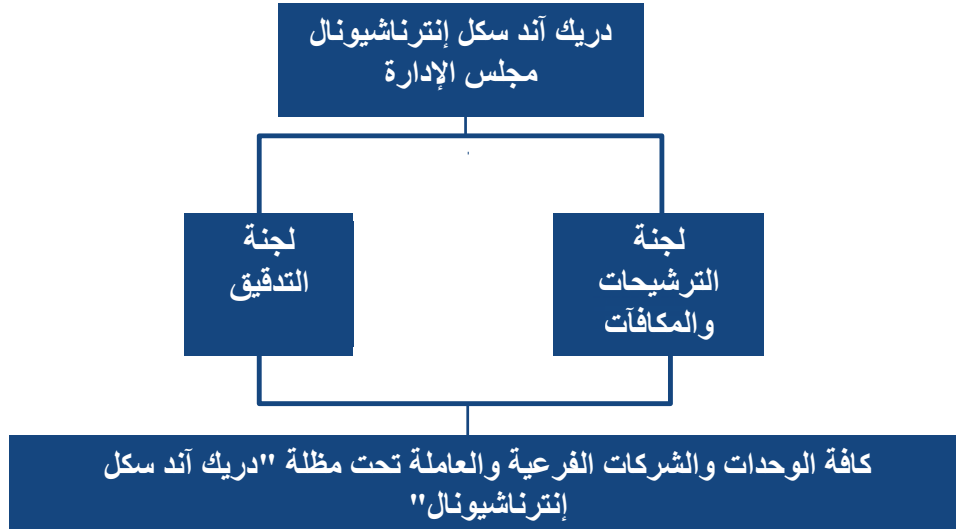 دريك آند سكل إنترناشيونال
مجلس الإدارة
لجنة
الترشيحات
والمكافآت
لجنة
التدقيق
كافة الوحدات والشركات الفرعية والعاملة تحت مظلة "دريك آند سكل
إنترناشيونال"